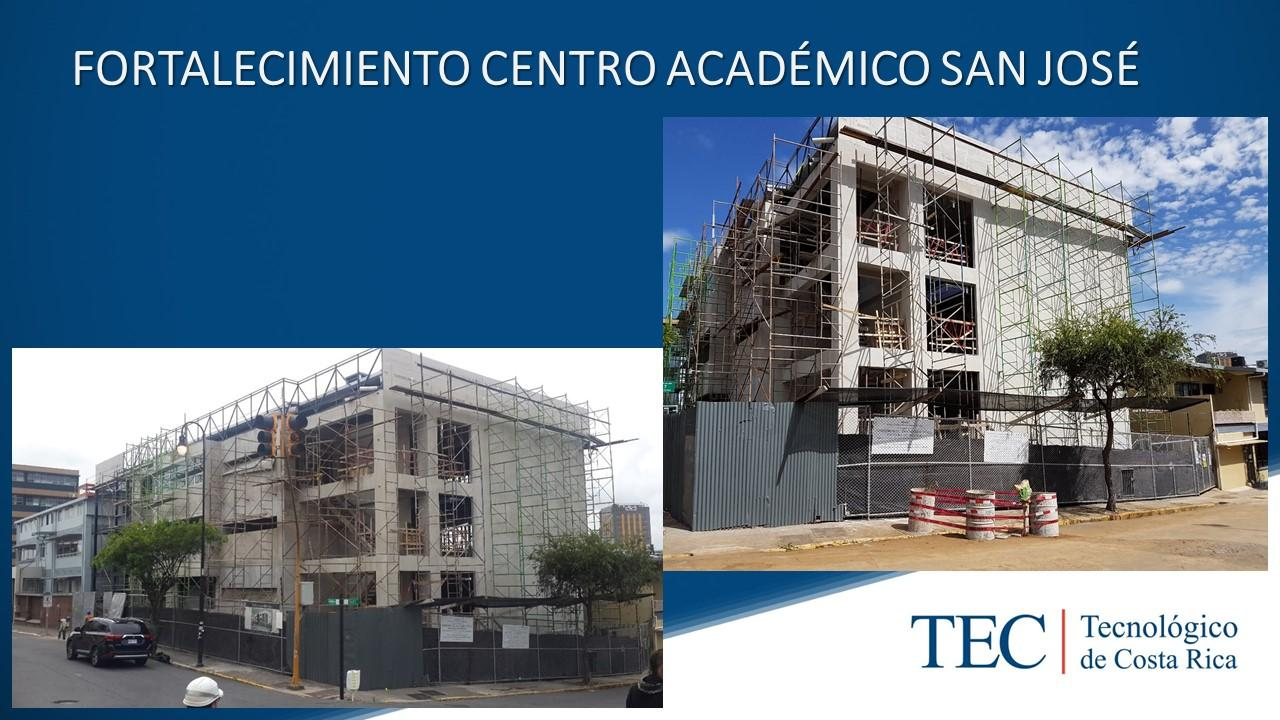 FORTALECIMIENTO CENTRO ACADÉMICO SAN JOSÉ
TEC
Tecnológico
de Costa Rica